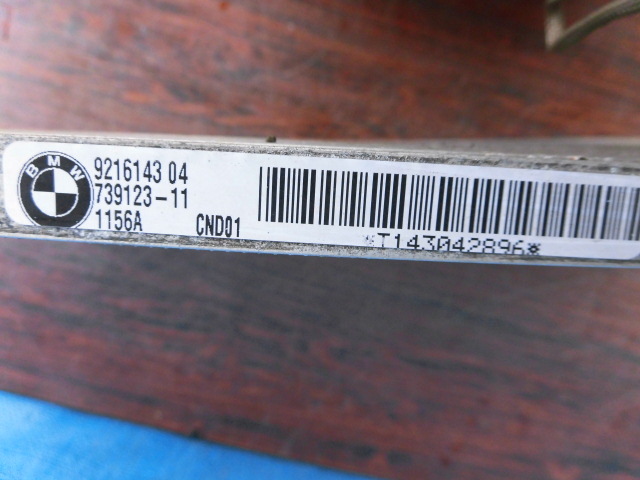 BMW
9216143 04
739123-11
1156A CND01
*T143042896*